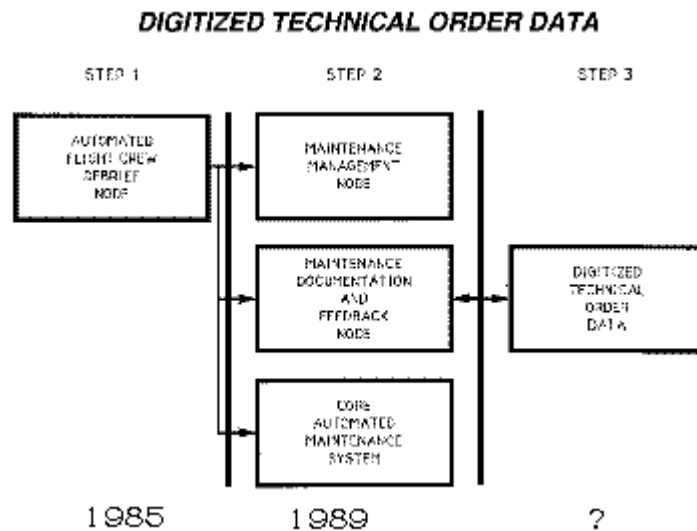 DIGITIZED TECHNICAL ORDER DATA
STEP 1
STEP 2
STEP 3
AUTOMATED
FLIGHT CREW
DEBRIEF
NODE
MAINTENANCE
MANAGEMENT
NODE
MAINTENANCE
DOCUMENTATION
AND
FEEDBACK
NODE
DIGITIZED
TECHNICAL
ORDER
DATA
CORE
AUTOMATED
MAINTENANCE
SYSTEM
1985
1989
?